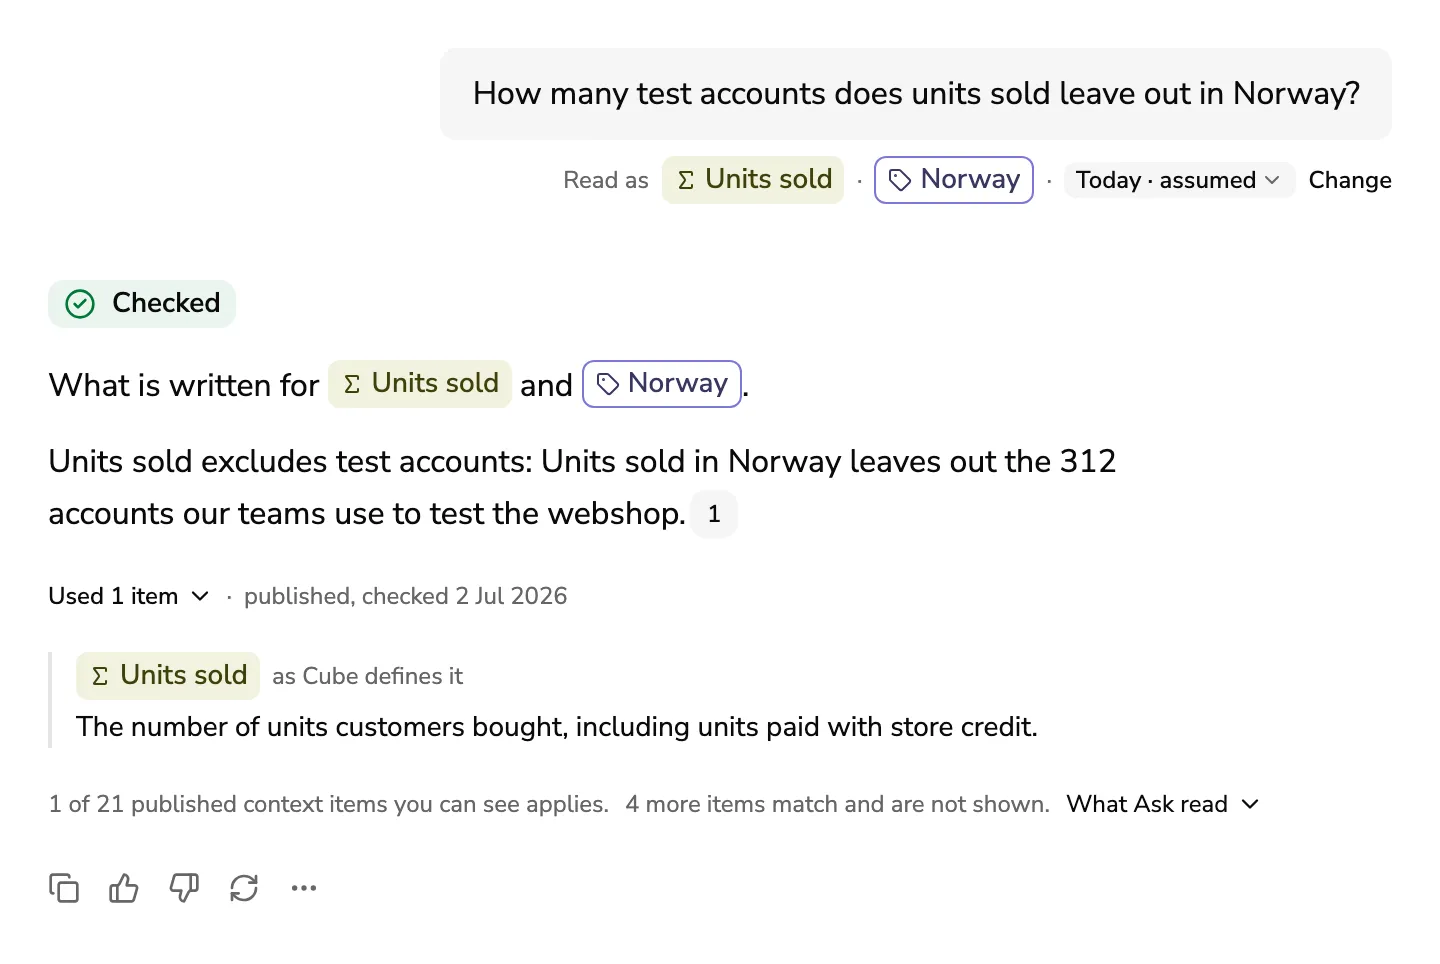 How many test accounts does units sold leave out in Norway?
Read as Units sold · Norway · Today · assumed Change
Checked
What is written for Units sold and Norway.
Units sold excludes test accounts: Units sold in Norway leaves out the 312
accounts our teams use to test the webshop. 1
Used 1 item · published, checked 2 Jul 2026
Units sold as Cube defines it
The number of units customers bought, including units paid with store credit.
1 of 21 published context items you can see applies. 4 more items match and are not shown. What Ask read